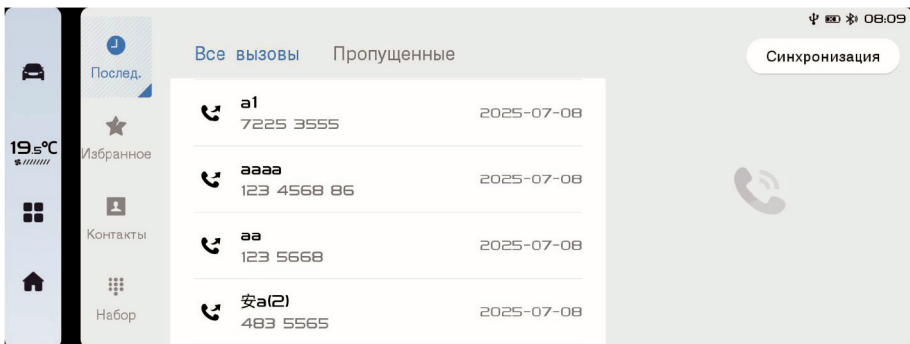 08:09
19.5°C
Послед.
Избранное
Контакты
Набор
Все вызовы Пропущенные
Синхронизация
a1
7225 3555
2025-07-08
aaaa
123 4568 86
2025-07-08
aa
123 5668
2025-07-08
安a(2)
483 5565
2025-07-08